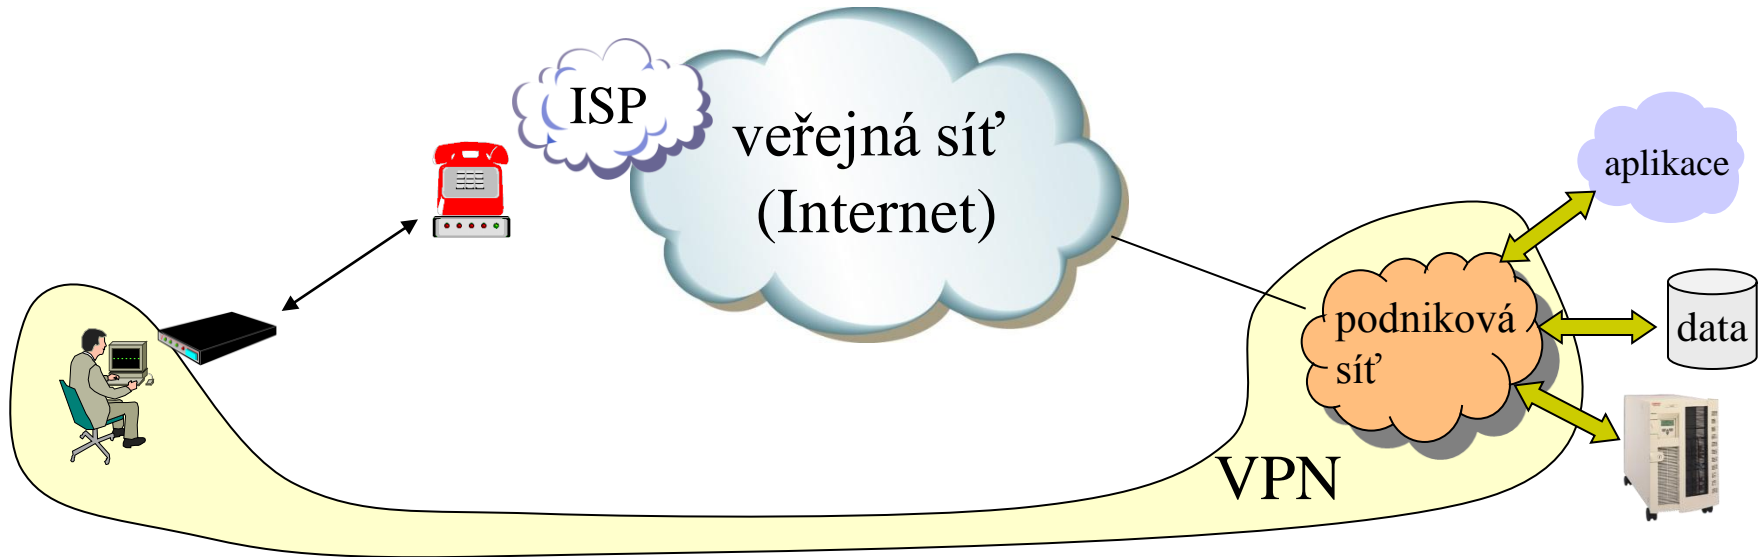 ISP
veřejná síť
(Internet)
aplikace
podniková
síť
data
VPN